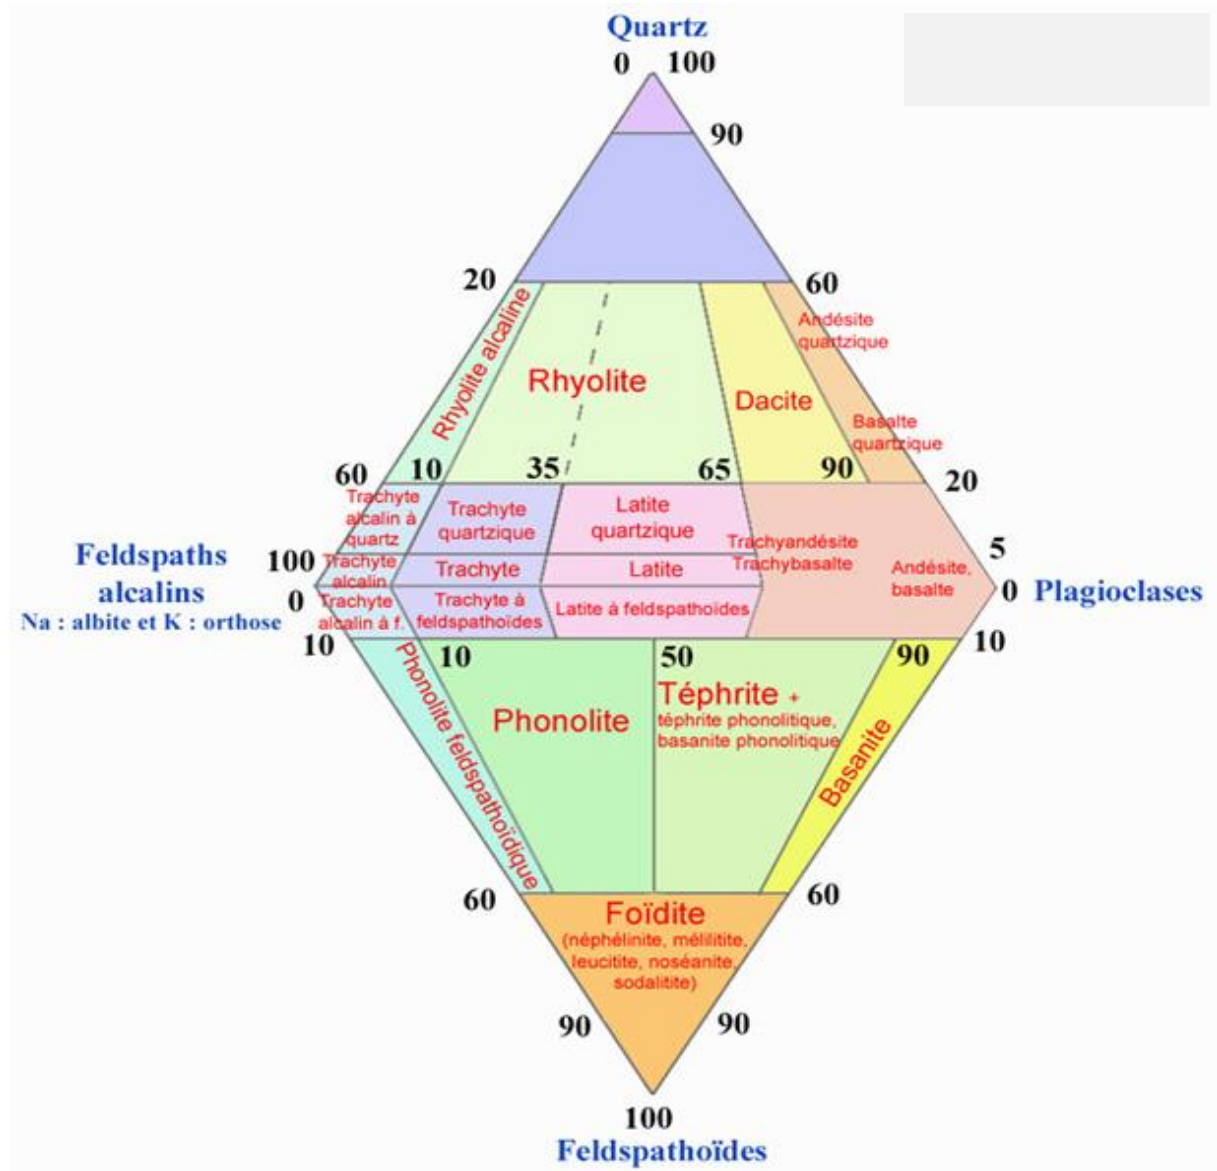 Quartz
0 100
90
20
60
Rhyolite alcaline
Andésite
quartzique
Rhyolite
Dacite
Basalte
quartzique
60
10
35
65
90
20
Trachyte
alcalin à
quartz
Trachyte
quartzique
Latite
quartzique
Trachyandésite
Trachybasalte
Andésite,
basalte
5
Feldspaths
alcalins
Na : albite et K : orthose
100
0
Trachyte
alcalin
Trachyte
Latite
0
Plagioclases
Trachyte
alcalin à f.
Trachyte à
feldspathoïdes
Latite à feldspathoïdes
10
10
50
90
10
Phonolite feldspathoïdique
Phonolite
Téphrite +
téphrite phonolitique,
basanite phonolitique
Basanite
60
60
Foïdite
(néphélinite, mélilitite,
leucitite, noséanite,
sodalitite)
90
90
100
Feldspathoïdes